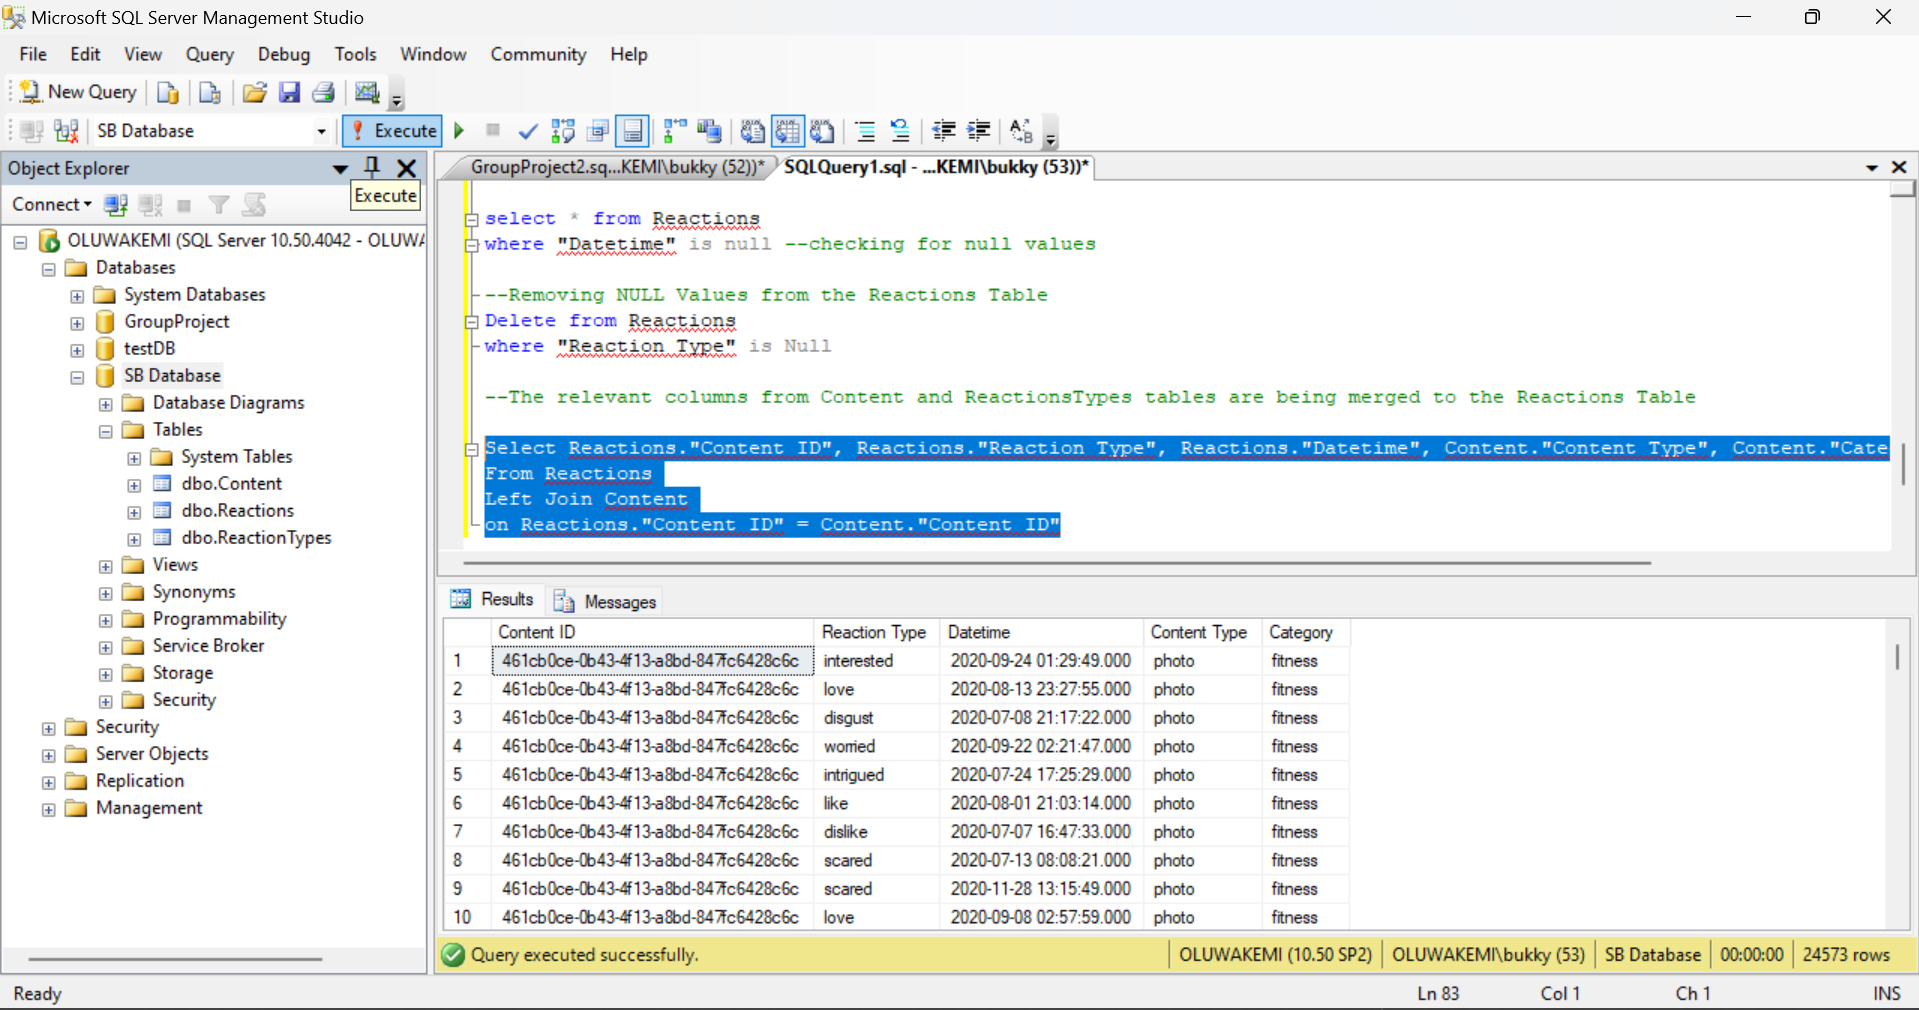 Microsoft SQL Server Management Studio
File Edit View Query Debug Tools Window Community Help
New Query
SB Database Execute
Object Explorer
Execute
Connect
OLUWAKEMI (SQL Server 10.50.4042 - OLUWA
Databases
System Databases
GroupProject
testDB
SB Database
Database Diagrams
Tables
System Tables
dbo.Content
dbo.Reactions
dbo.ReactionTypes
Views
Synonyms
Programmability
Service Broker
Storage
Security
Security
Server Objects
Replication
Management
GroupProject2.sq...KEMI\bukky (52))* SQLQuery1.sql - ...KEMI\bukky (53))*
select * from Reactions
where "Datetime" is null --checking for null values
--Removing NULL Values from the Reactions Table
Delete from Reactions
where "Reaction Type" is Null
--The relevant columns from Content and ReactionsTypes tables are being merged to the Reactions Table
Select Reactions."Content ID", Reactions."Reaction Type", Reactions."Datetime", Content."Content Type", Content."Cate
From Reactions
Left Join Content
on Reactions."Content ID" = Content."Content ID"
Results Messages
Content ID Reaction Type Datetime Content Type Category
1 461cb0ce-0b43-4f13-a8bd-847fc6428c6c interested 2020-09-24 01:29:49.000 photo fitness
2 461cb0ce-0b43-4f13-a8bd-847fc6428c6c love 2020-08-13 23:27:55.000 photo fitness
3 461cb0ce-0b43-4f13-a8bd-847fc6428c6c disgust 2020-07-08 21:17:22.000 photo fitness
4 461cb0ce-0b43-4f13-a8bd-847fc6428c6c worried 2020-09-22 02:21:47.000 photo fitness
5 461cb0ce-0b43-4f13-a8bd-847fc6428c6c intrigued 2020-07-24 17:25:29.000 photo fitness
6 461cb0ce-0b43-4f13-a8bd-847fc6428c6c like 2020-08-01 21:03:14.000 photo fitness
7 461cb0ce-0b43-4f13-a8bd-847fc6428c6c dislike 2020-07-07 16:47:33.000 photo fitness
8 461cb0ce-0b43-4f13-a8bd-847fc6428c6c scared 2020-07-13 08:08:21.000 photo fitness
9 461cb0ce-0b43-4f13-a8bd-847fc6428c6c scared 2020-11-28 13:15:49.000 photo fitness
10 461cb0ce-0b43-4f13-a8bd-847fc6428c6c love 2020-09-08 02:57:59.000 photo fitness
Query executed successfully. OLUWAKEMI (10.50 SP2) OLUWAKEMI\bukky (53) SB Database 00:00:00 24573 rows
Ready Ln 83 Col 1 Ch 1 INS